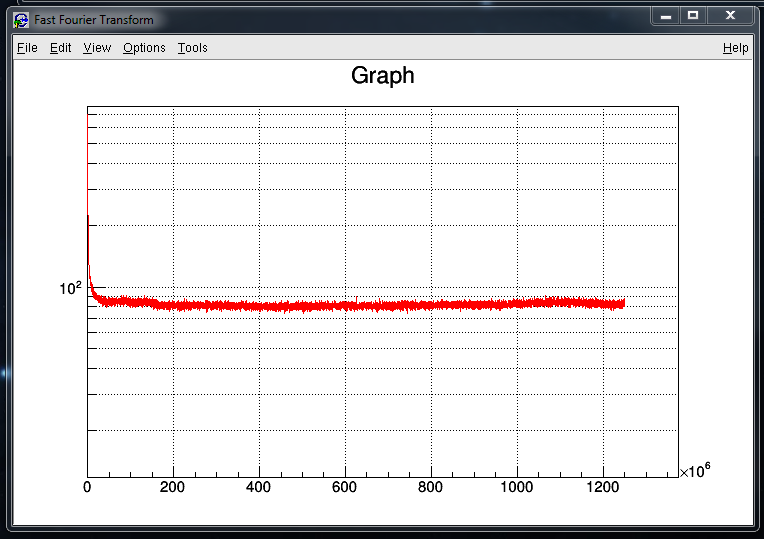 Fast Fourier Transform
File Edit View Options Tools Help
Graph
10²
×10⁶
0 200 400 600 800 1000 1200